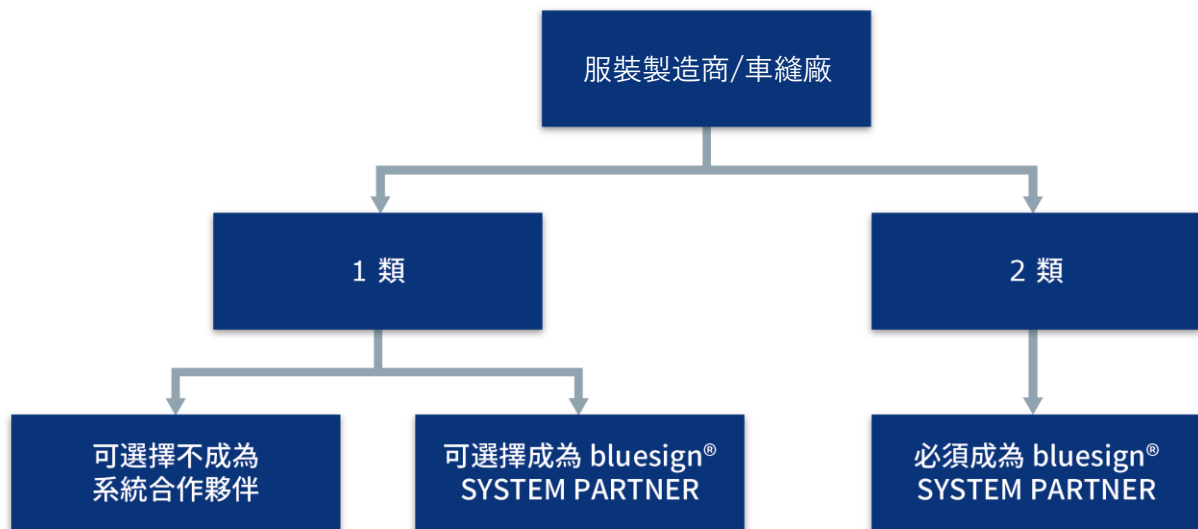 服裝製造商/車縫廠
1 類
2 類
可選擇不成為
系統合作夥伴
可選擇成為 bluesign®
SYSTEM PARTNER
必須成為 bluesign®
SYSTEM PARTNER